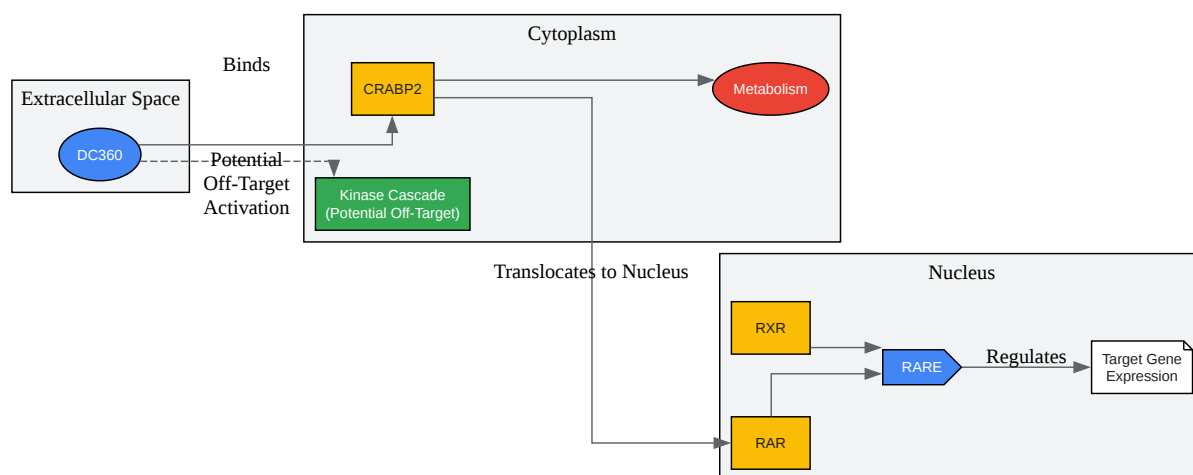 Cytoplasm
Binds
CRABP2
Metabolism
Extracellular Space
DC360
Potential
Off-Target
Activation
Kinase Cascade
(Potential Off-Target)
Translocates to Nucleus
Nucleus
RXR
RARE
Regulates
Target Gene
Expression
RAR